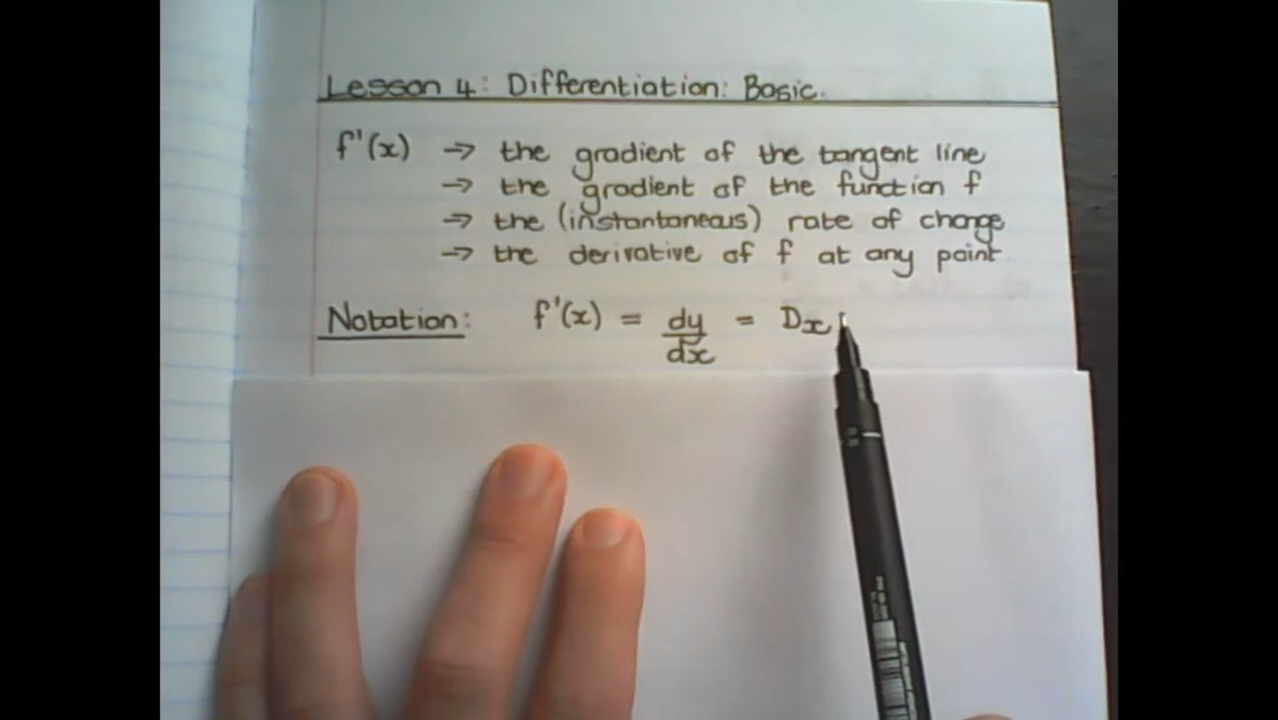 Lesson 4: Differentiation: Basic.
f'(x) → the gradient of the tangent line
→ the gradient of the function f
→ the (instantaneous) rate of change
→ the derivative of f at any point
Notation: f'(x) = dy/dx = Dx